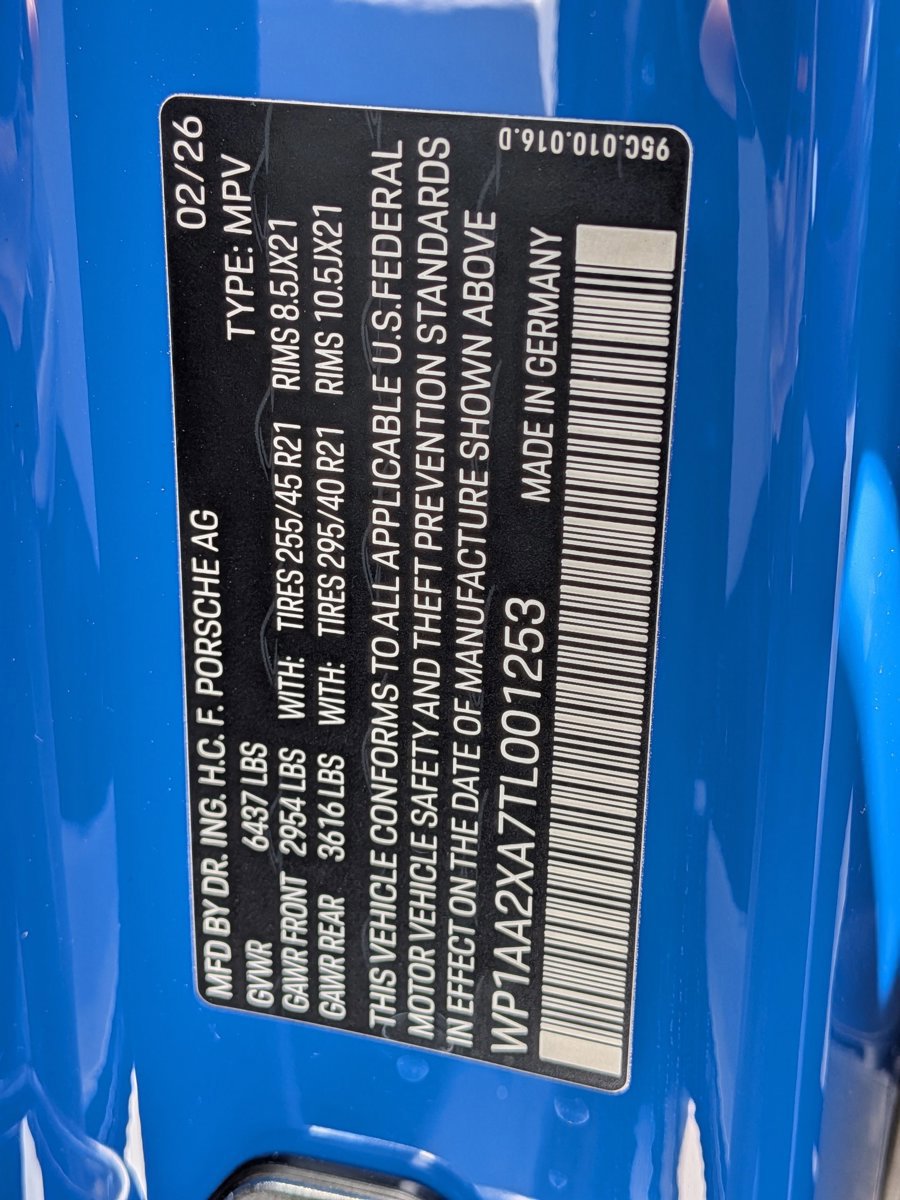 MFD BY DR. ING. H.C. F. PORSCHE AG 02/26
GVWR 6437 LBS TYPE: MPV
GAWR FRONT 2954 LBS WITH: TIRES 255/45 R21 RIMS 8.5JX21
GAWR REAR 3616 LBS WITH: TIRES 295/40 R21 RIMS 10.5JX21
THIS VEHICLE CONFORMS TO ALL APPLICABLE U.S. FEDERAL
MOTOR VEHICLE SAFETY AND THEFT PREVENTION STANDARDS
IN EFFECT ON THE DATE OF MANUFACTURE SHOWN ABOVE
WP1AA2XA7TL001253 MADE IN GERMANY
95C.010.016.D